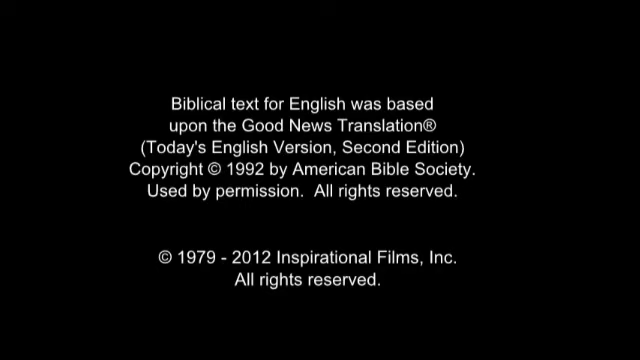 Biblical text for English was based
upon the Good News Translation®
(Today's English Version, Second Edition)
Copyright © 1992 by American Bible Society.
Used by permission.  All rights reserved.
© 1979 - 2012 Inspirational Films, Inc.
All rights reserved.